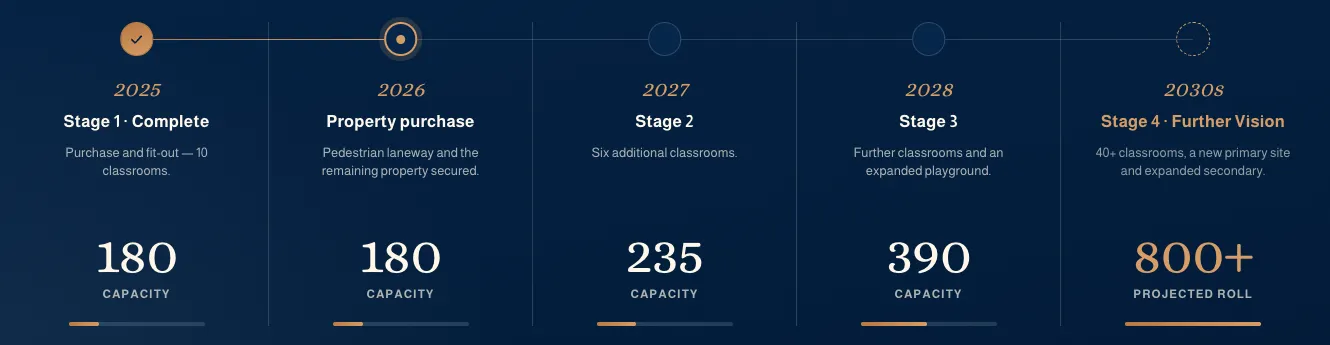 2025
Stage 1 · Complete
Purchase and fit-out — 10
classrooms.
180
CAPACITY
2026
Property purchase
Pedestrian laneway and the
remaining property secured.
180
CAPACITY
2027
Stage 2
Six additional classrooms.
235
CAPACITY
2028
Stage 3
Further classrooms and an
expanded playground.
390
CAPACITY
2030s
Stage 4 · Further Vision
40+ classrooms, a new primary site
and expanded secondary.
800+
PROJECTED ROLL